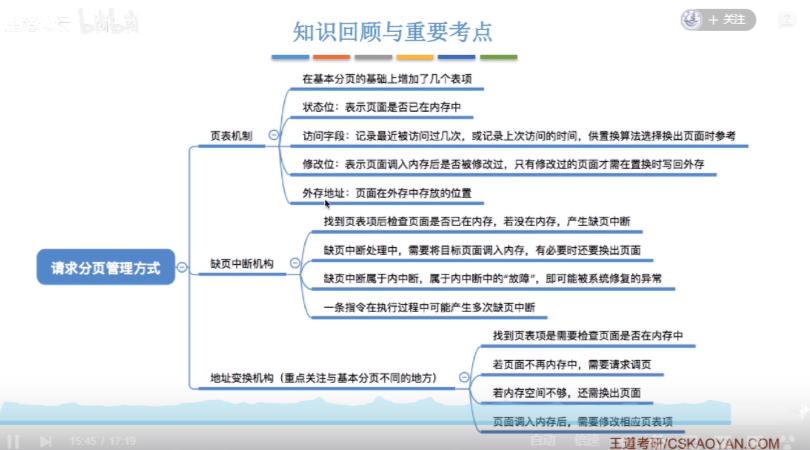 知识回顾与重要考点
+ 关注
在基本分页的基础上增加了几个表项
状态位：表示页面是否已在内存中
页表机制
访问字段：记录最近被访问过几次，或记录上次访问的时间，供置换算法选择换出页面时参考
修改位：表示页面调入内存后是否被修改过，只有修改过的页面才需在置换时写回外存
外存地址：页面在外存中存放的位置
找到页表项后检查页面是否已在内存，若没在内存，产生缺页中断
请求分页管理方式
缺页中断机构
缺页中断处理中，需要将目标页面调入内存，有必要时还要换出页面
缺页中断属于内中断，属于内中断中的“故障”，即可能被系统修复的异常
一条指令在执行过程中可能产生多次缺页中断
找到页表项是需要检查页面是否在内存中
地址变换机构（重点关注与基本分页不同的地方）
若页面不再内存中，需要请求调页
若内存空间不够，还需换出页面
页面调入内存后，需要修改相应页表项
15:45 / 17:19
自动
倍速
王道考研/CSKAOYAN.COM